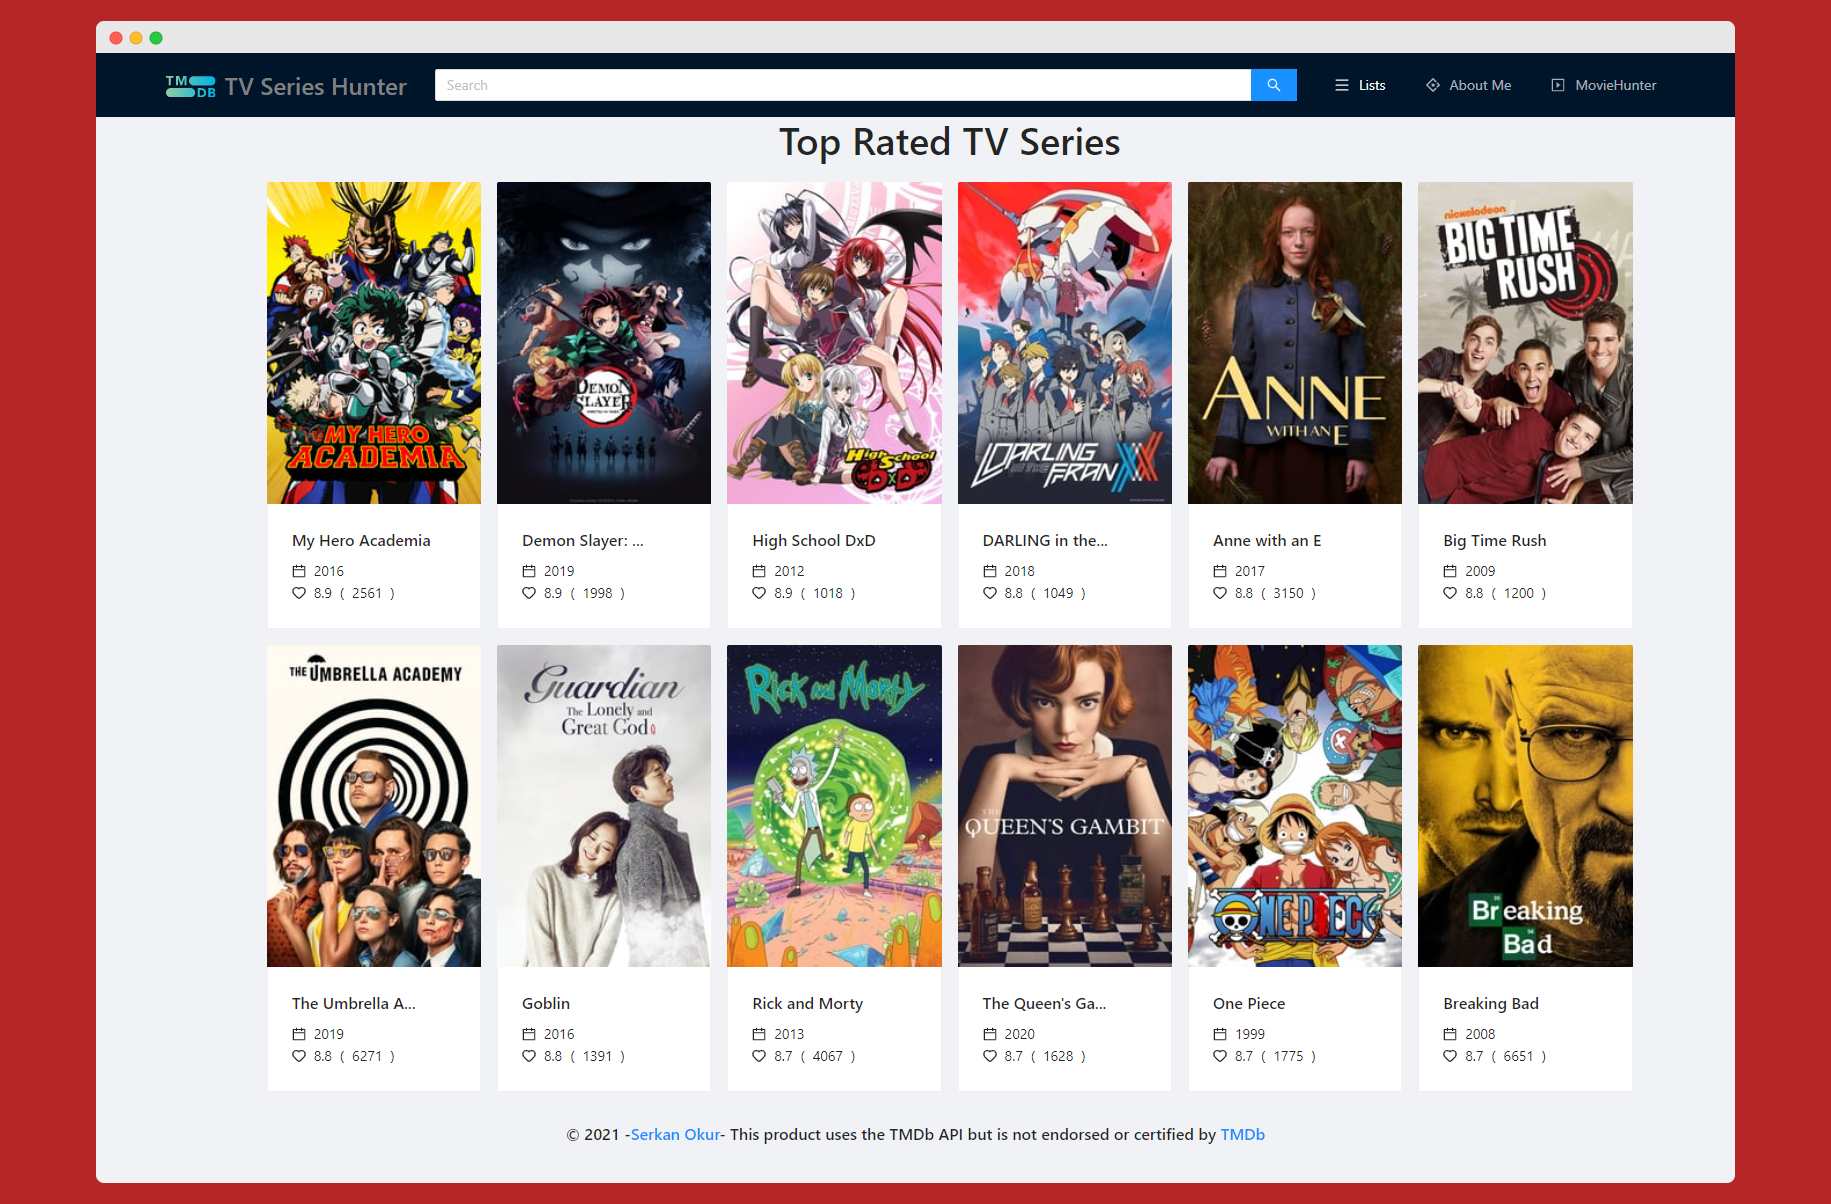 TM
DB
TV Series Hunter
Search
Lists
About Me
MovieHunter
Top Rated TV Series
MY HERO
ACADEMIA
DEMON
SLAYER
High School
DxD
DARLING
IN THE
FRANXX
ANNE
WITH AN E
nickelodeon
BIG TIME
RUSH
My Hero Academia
2016
8.9 ( 2561 )
Demon Slayer: ...
2019
8.9 ( 1998 )
High School DxD
2012
8.9 ( 1018 )
DARLING in the...
2018
8.8 ( 1049 )
Anne with an E
2017
8.8 ( 3150 )
Big Time Rush
2009
8.8 ( 1200 )
THE UMBRELLA ACADEMY
Guardian
The Lonely and
Great God
Rick and Morty
THE
QUEEN'S GAMBIT
ONE PIECE
Breaking
Bad
The Umbrella A...
2019
8.8 ( 6271 )
Goblin
2016
8.8 ( 1391 )
Rick and Morty
2013
8.7 ( 4067 )
The Queen's Ga...
2020
8.7 ( 1628 )
One Piece
1999
8.7 ( 1775 )
Breaking Bad
2008
8.7 ( 6651 )
© 2021 -Serkan Okur- This product uses the TMDb API but is not endorsed or certified by TMDb